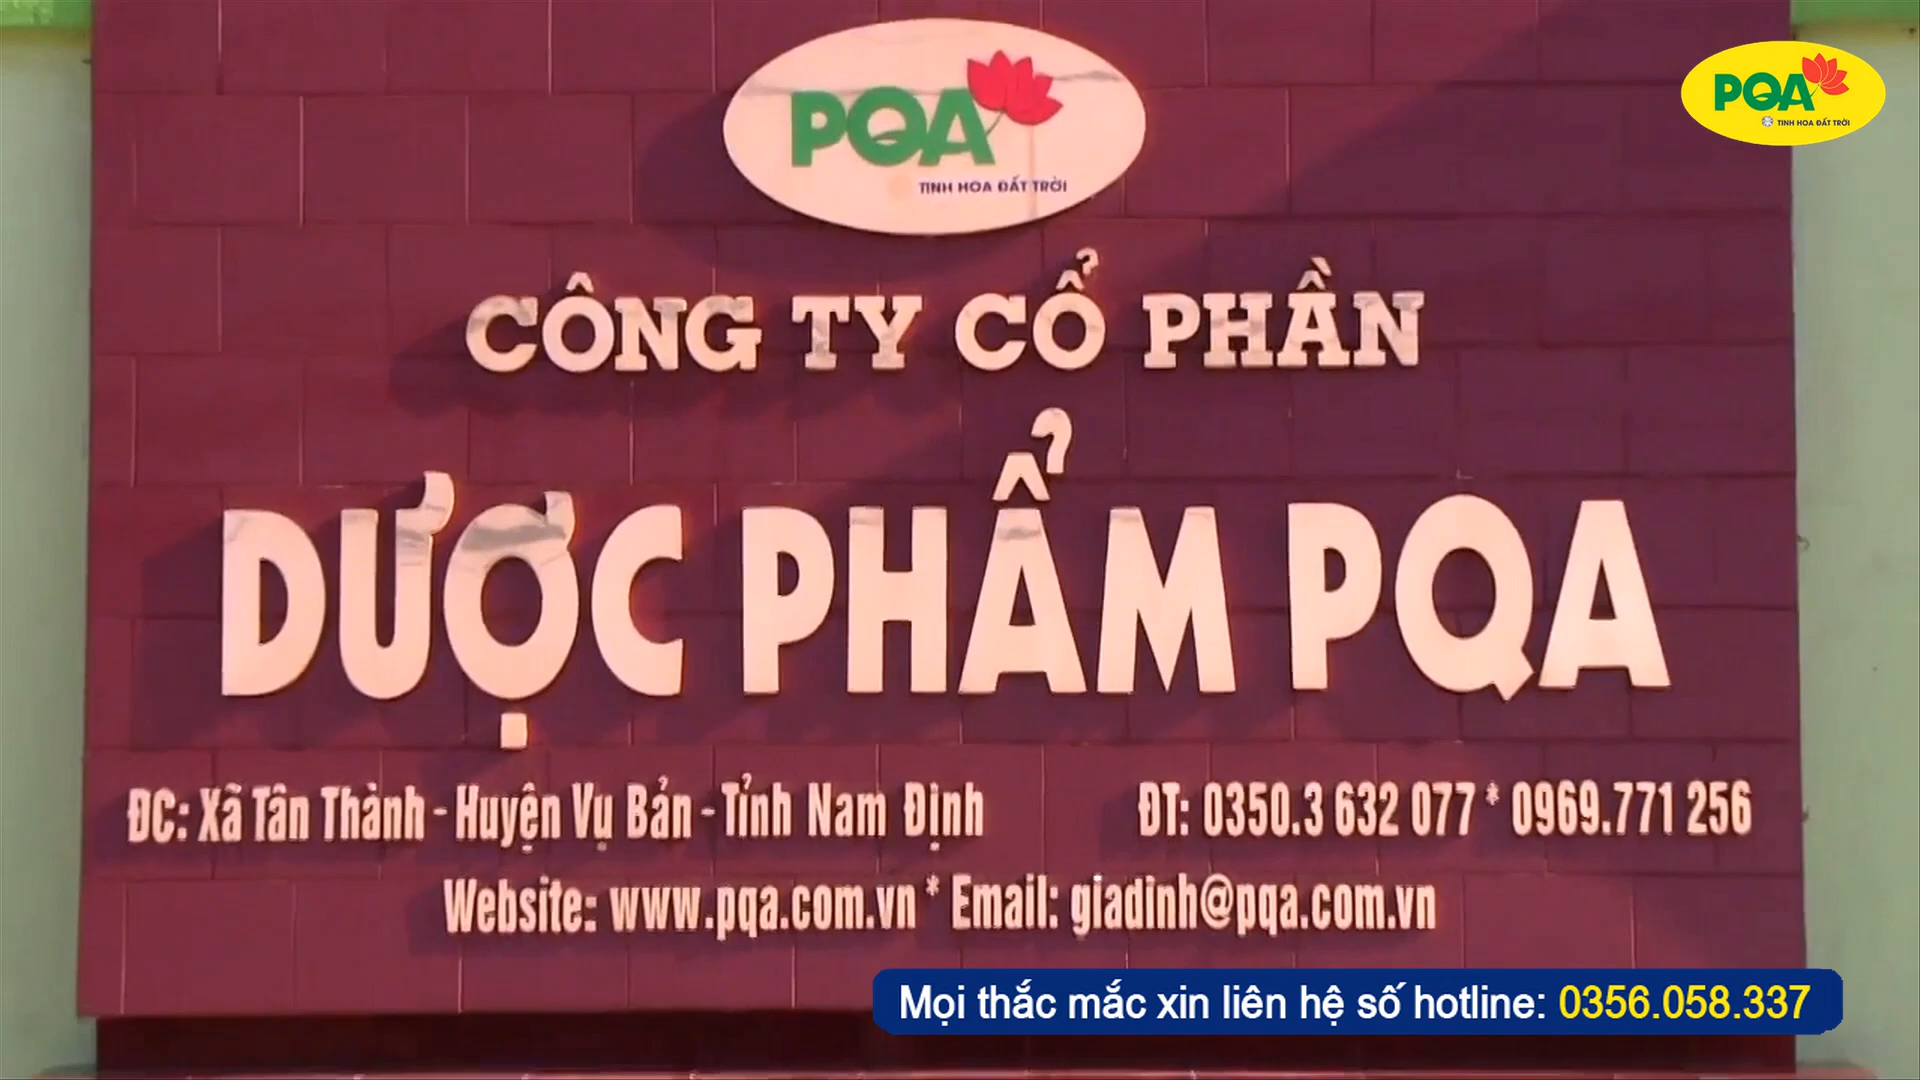 PQA
TINH HOA ĐẤT TRỜI
PQA
TINH HOA ĐẤT TRỜI
CÔNG TY CỔ PHẦN
DƯỢC PHẨM PQA
ĐC: Xã Tân Thành - Huyện Vụ Bản - Tỉnh Nam Định ĐT: 0350.3 632 077 * 0969.771 256
Website: www.pqa.com.vn * Email: giadinh@pqa.com.vn
Mọi thắc mắc xin liên hệ số hotline: 0356.058.337